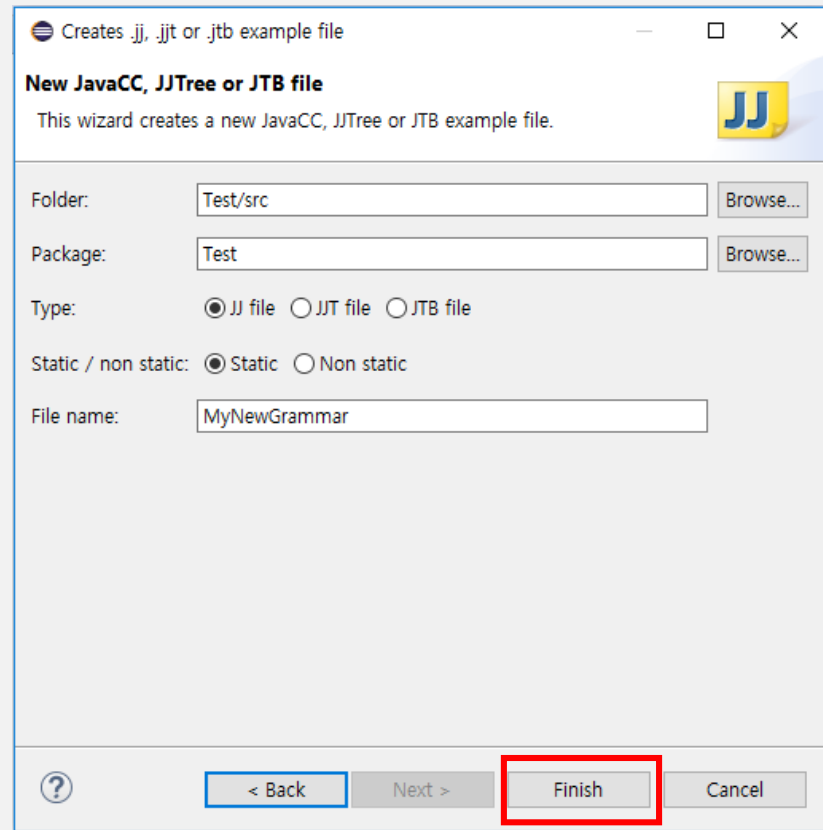 Creates .jj, .jjt or .jtb example file
New JavaCC, JJTree or JTB file
This wizard creates a new JavaCC, JJTree or JTB example file.
JJ
Folder: Test/src Browse...
Package: Test Browse...
Type: JJ file JJT file JTB file
Static / non static: Static Non static
File name: MyNewGrammar
? < Back Next > Finish Cancel